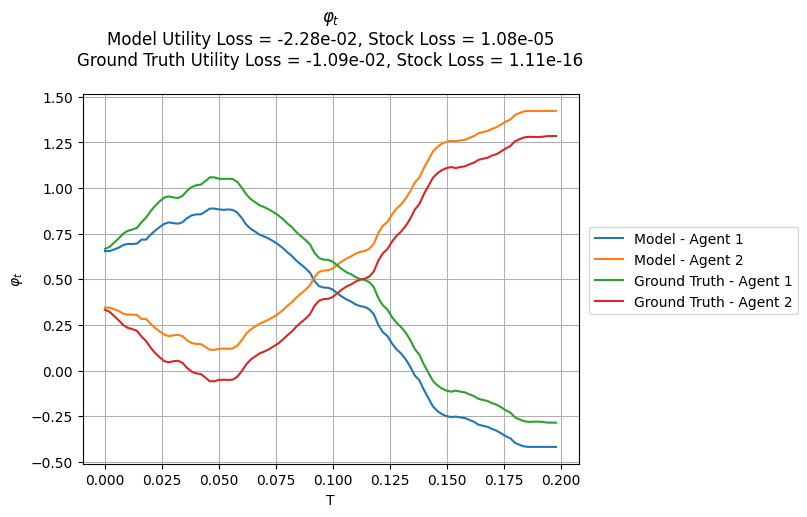 φt
Model Utility Loss = -2.28e-02, Stock Loss = 1.08e-05
Ground Truth Utility Loss = -1.09e-02, Stock Loss = 1.11e-16
1.50
1.25
1.00
0.75
0.50
0.25
0.00
−0.25
−0.50
φt
0.000 0.025 0.050 0.075 0.100 0.125 0.150 0.175 0.200
T
Model - Agent 1
Model - Agent 2
Ground Truth - Agent 1
Ground Truth - Agent 2